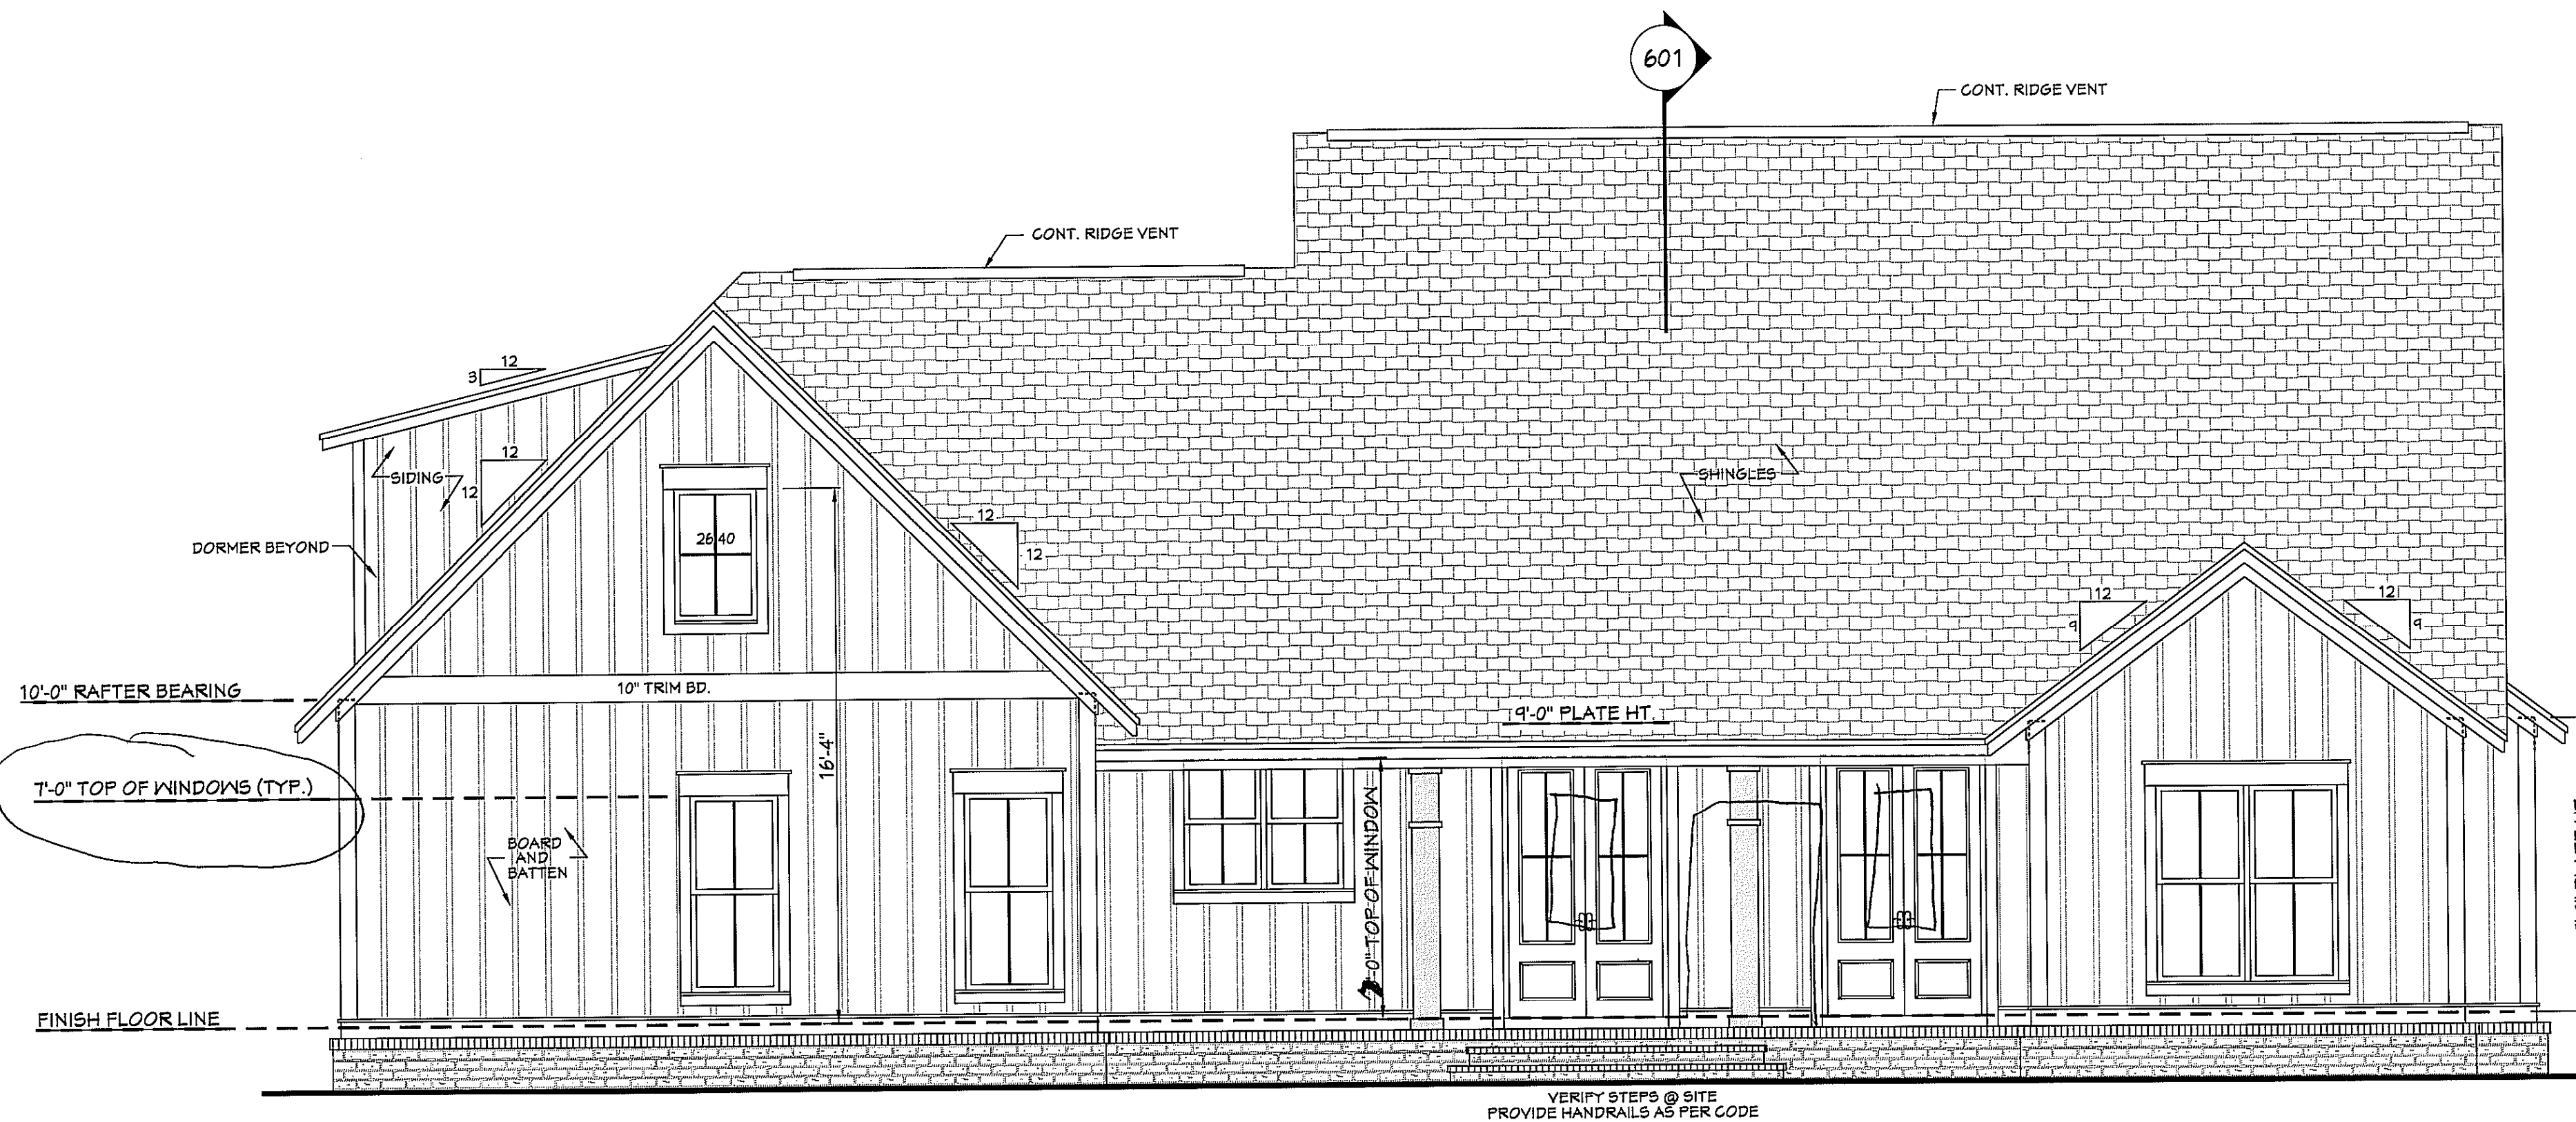 601
CONT. RIDGE VENT
CONT. RIDGE VENT
12
3
12
12
SIDING
12
12
SHINGLES
26 40
DORMER BEYOND
12
9
12
9
10'-0" RAFTER BEARING
10" TRIM BD.
9'-0" PLATE HT.
16'-4"
7'-0" TOP OF WINDOWS (TYP.)
-0" TOP OF WINDOW
BOARD
AND
BATTEN
FINISH FLOOR LINE
VERIFY STEPS @ SITE
PROVIDE HANDRAILS AS PER CODE